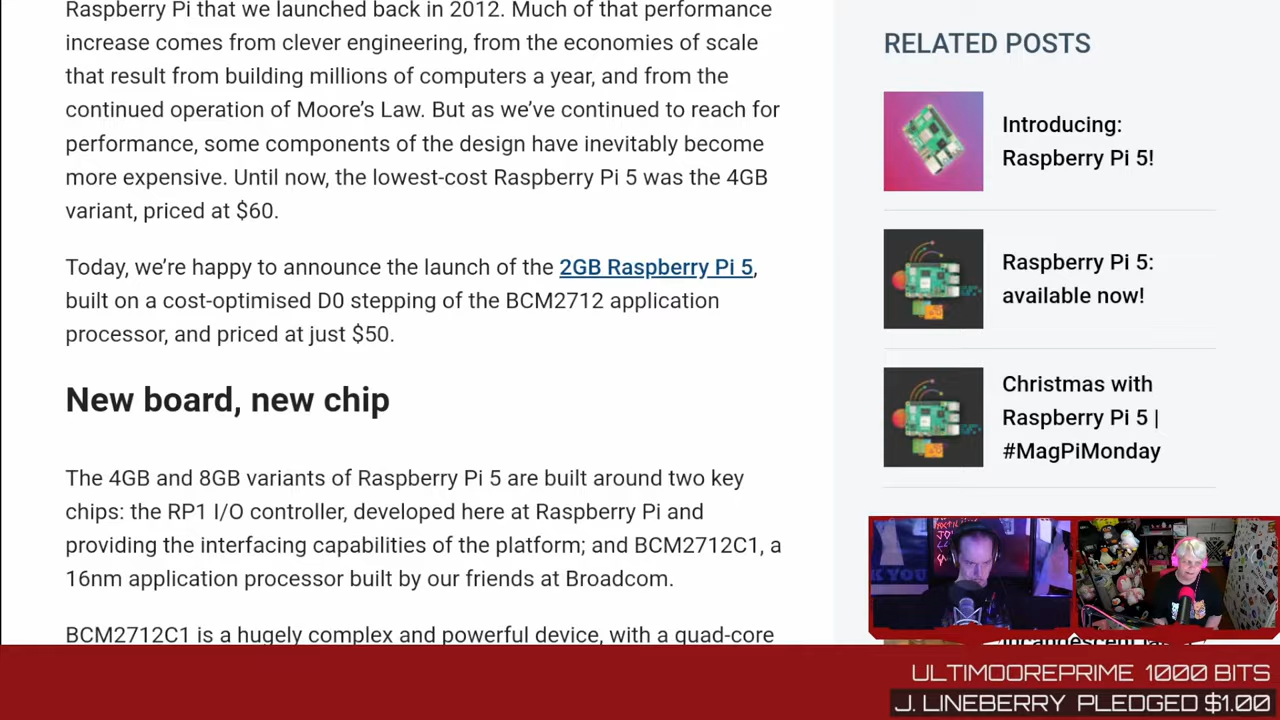 Raspberry Pi that we launched back in 2012. Much of that performance
increase comes from clever engineering, from the economies of scale
that result from building millions of computers a year, and from the
continued operation of Moore’s Law. But as we’ve continued to reach for
performance, some components of the design have inevitably become
more expensive. Until now, the lowest-cost Raspberry Pi 5 was the 4GB
variant, priced at $60.
Today, we’re happy to announce the launch of the 2GB Raspberry Pi 5,
built on a cost-optimised D0 stepping of the BCM2712 application
processor, and priced at just $50.
New board, new chip
The 4GB and 8GB variants of Raspberry Pi 5 are built around two key
chips: the RP1 I/O controller, developed here at Raspberry Pi and
providing the interfacing capabilities of the platform; and BCM2712C1, a
16nm application processor built by our friends at Broadcom.
BCM2712C1 is a hugely complex and powerful device, with a quad-core
RELATED POSTS
Introducing:
Raspberry Pi 5!
Raspberry Pi 5:
available now!
Christmas with
Raspberry Pi 5 |
#MagPiMonday
ULTIMOOREPRIME 1000 BITS
J. LINEBERRY PLEDGED $1.00